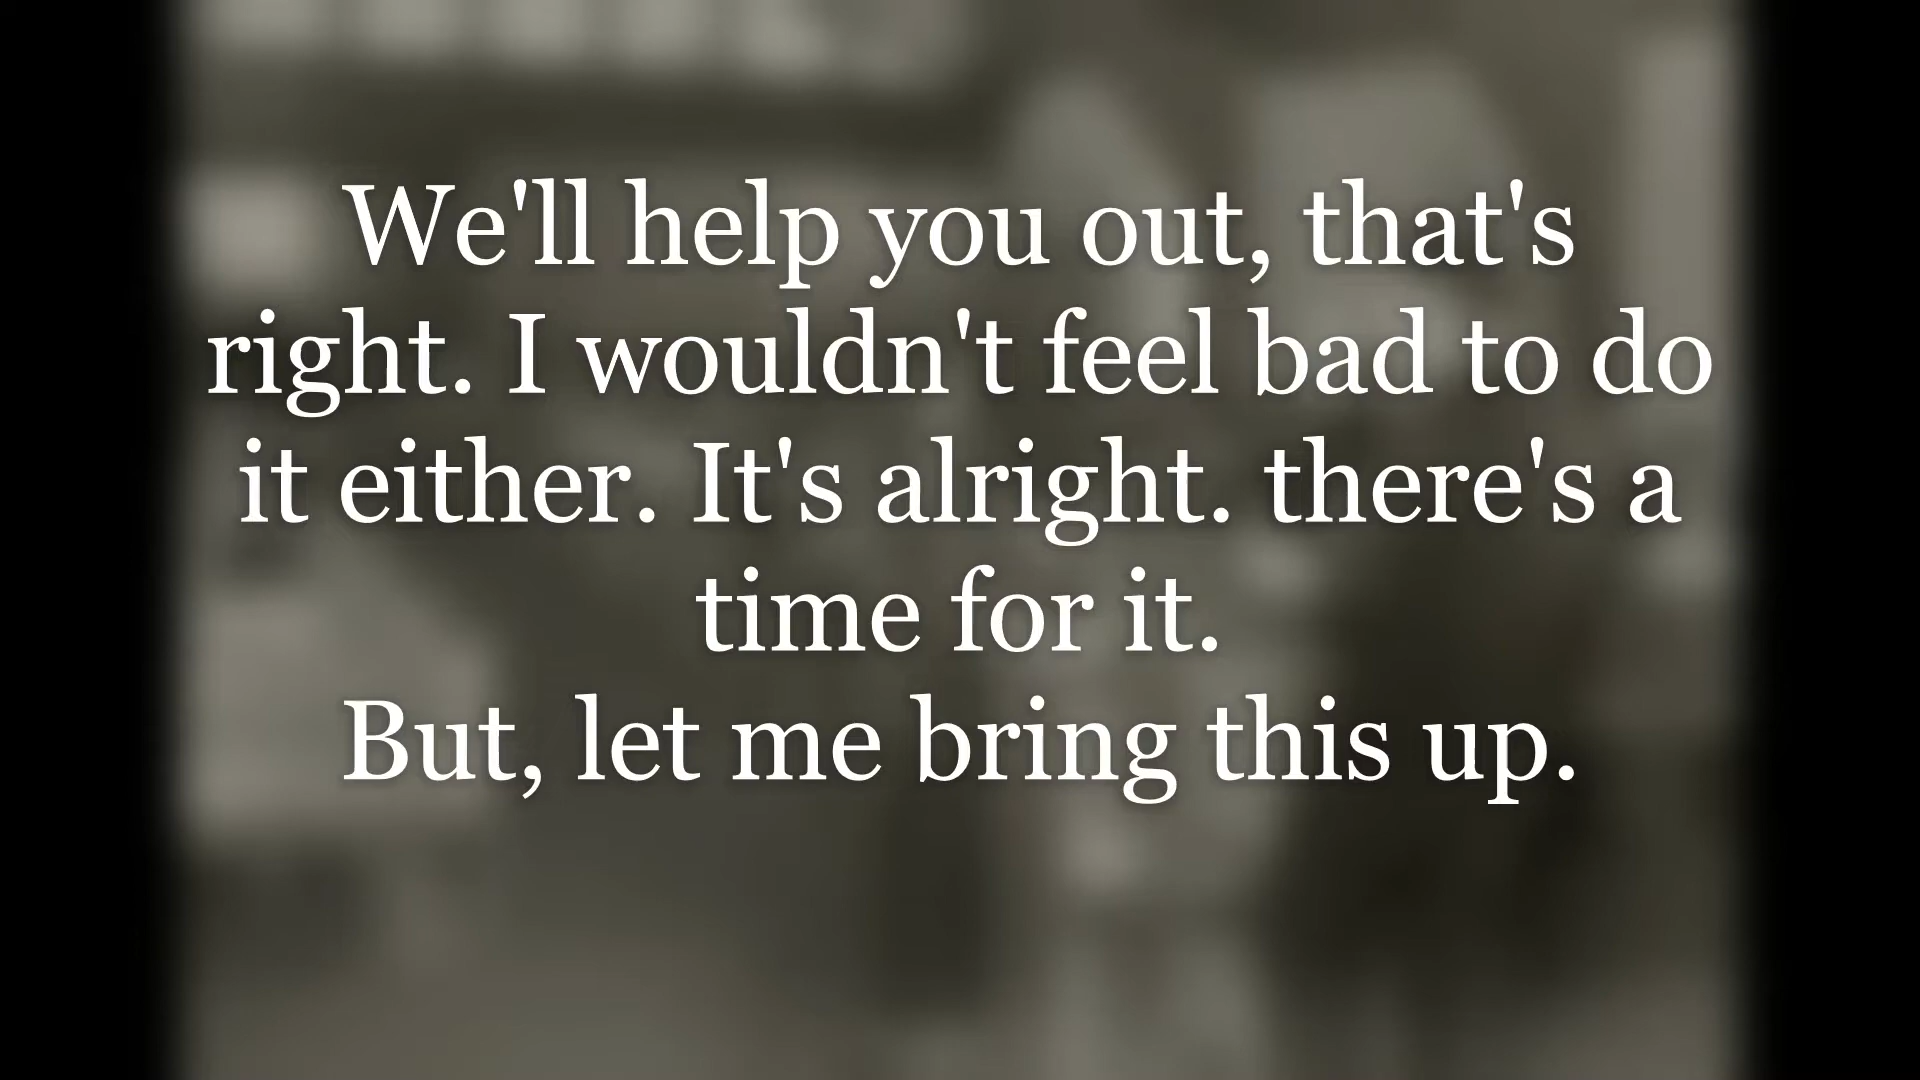 We'll help you out, that's
right. I wouldn't feel bad to do
it either. It's alright. there's a
time for it.
But, let me bring this up.